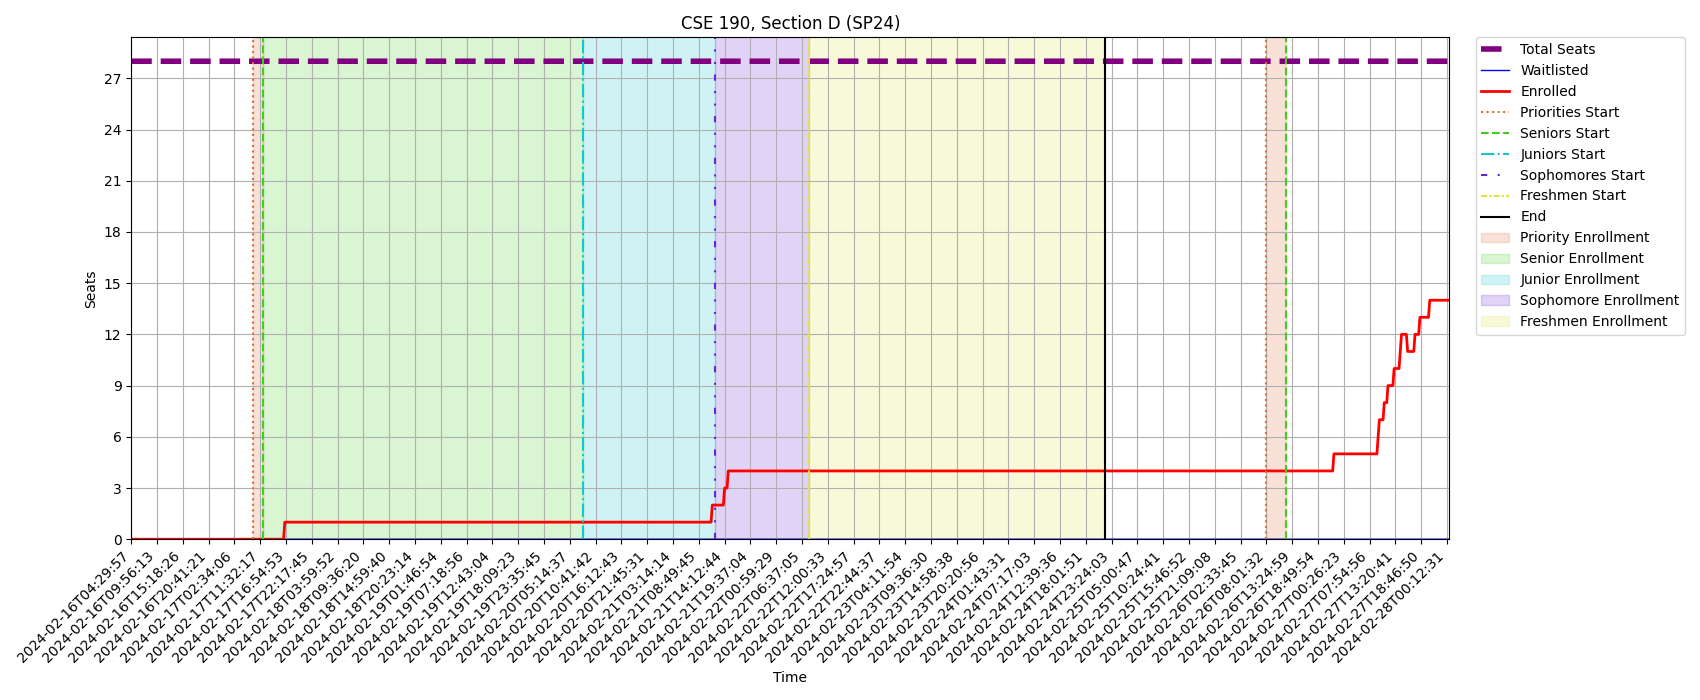 CSE 190, Section D (SP24)
Seats
27
24
21
18
15
12
9
6
3
0
2024-02-16T04:29:57
2024-02-16T09:56:13
2024-02-16T15:18:26
2024-02-16T20:41:21
2024-02-17T02:34:06
2024-02-17T11:32:17
2024-02-17T16:54:53
2024-02-17T22:17:45
2024-02-18T03:59:52
2024-02-18T09:36:20
2024-02-18T14:59:40
2024-02-18T20:23:14
2024-02-19T01:46:54
2024-02-19T07:18:56
2024-02-19T12:43:04
2024-02-19T18:09:23
2024-02-19T23:35:45
2024-02-20T05:14:37
2024-02-20T10:41:42
2024-02-20T16:12:43
2024-02-20T21:45:31
2024-02-21T03:14:14
2024-02-21T08:49:45
2024-02-21T14:12:44
2024-02-21T19:37:04
2024-02-22T00:59:29
2024-02-22T06:37:05
2024-02-22T12:00:33
2024-02-22T17:24:57
2024-02-22T22:44:37
2024-02-23T04:11:54
2024-02-23T09:36:30
2024-02-23T14:58:38
2024-02-23T20:20:56
2024-02-24T01:43:31
2024-02-24T07:17:03
2024-02-24T12:39:36
2024-02-24T18:01:51
2024-02-24T23:24:03
2024-02-25T05:00:47
2024-02-25T10:24:41
2024-02-25T15:46:52
2024-02-25T21:09:08
2024-02-26T02:33:45
2024-02-26T08:01:32
2024-02-26T13:24:59
2024-02-26T18:49:54
2024-02-27T00:26:23
2024-02-27T07:54:56
2024-02-27T13:20:41
2024-02-27T18:46:50
2024-02-28T00:12:31
Time
Total Seats
Waitlisted
Enrolled
Priorities Start
Seniors Start
Juniors Start
Sophomores Start
Freshmen Start
End
Priority Enrollment
Senior Enrollment
Junior Enrollment
Sophomore Enrollment
Freshmen Enrollment